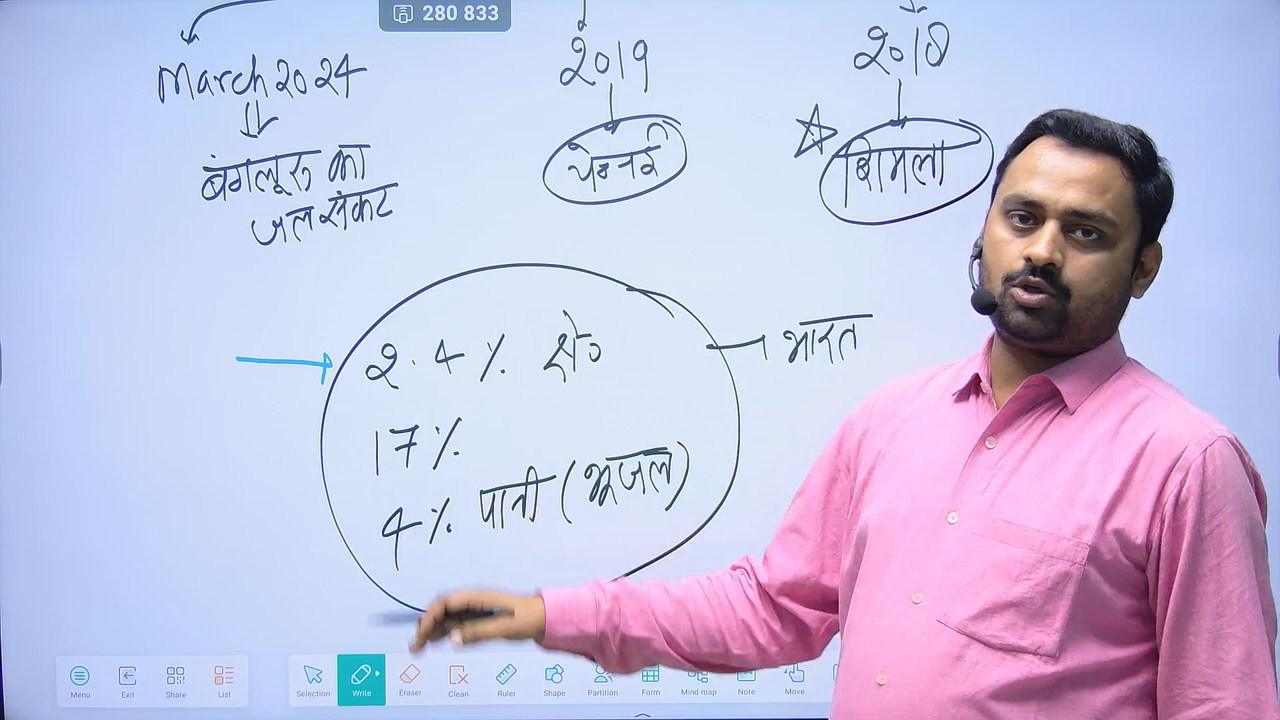 280 833
March 2024
2019
2018
बंगलूरु का
जल संकट
चेन्नई
शिमला
2.4 % क्षे०
भारत
17 %
4 % पानी (भूजल)
Menu
Exit
Share
List
Selection
Write
Eraser
Clean
Ruler
Shape
Partition
Form
Mind map
Note
Move